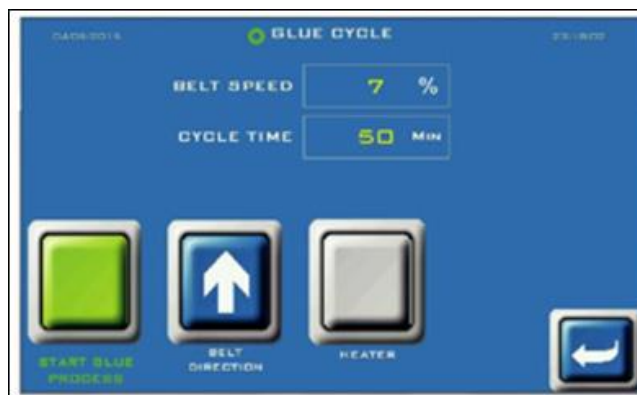 GLUE CYCLE
BELT SPEED 7 %
CYCLE TIME 50 MIN
START GLUE
PROCESS
BELT
DIRECTION
HEATER